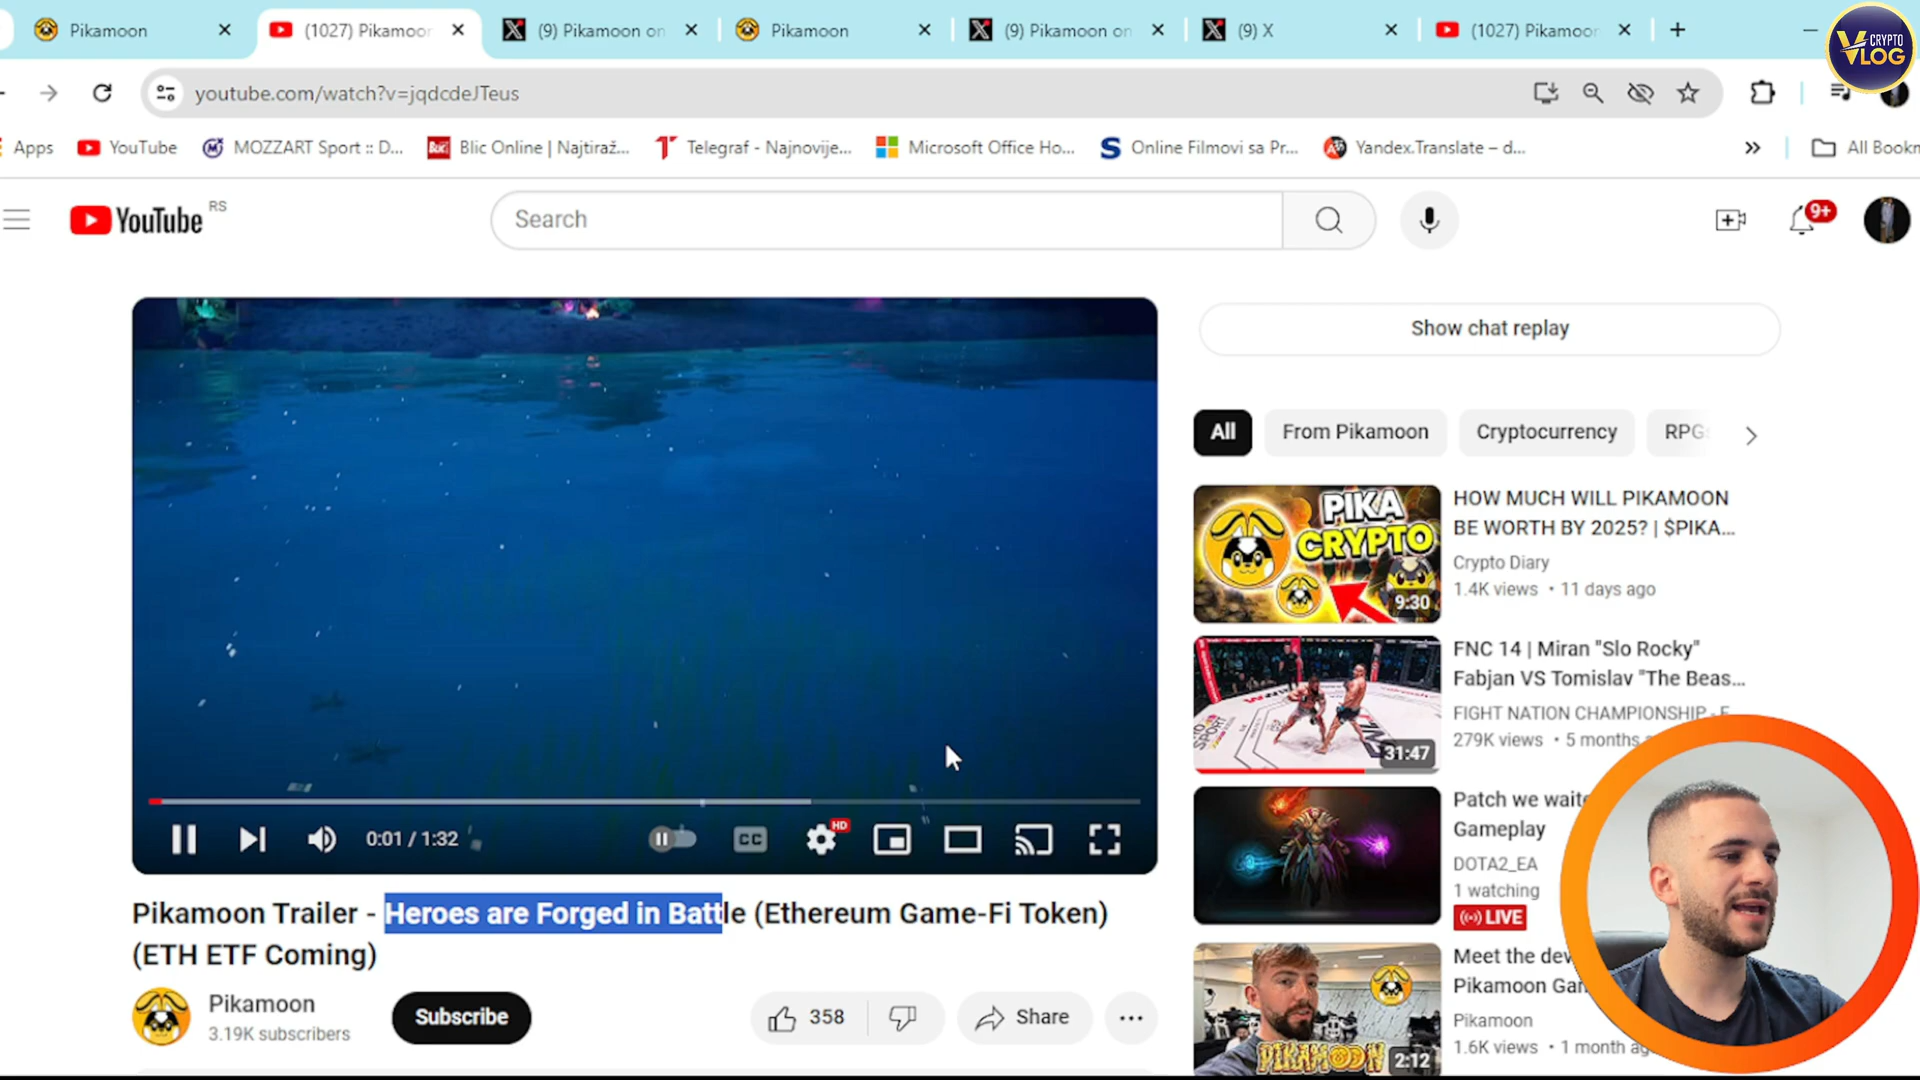 Pikamoon
(1027) Pikamoon
(9) Pikamoon on
Pikamoon
(9) Pikamoon on
(9) X
(1027) Pikamoon
CRYPTO
VLOG
youtube.com/watch?v=jqdcdeJTeus
Apps
YouTube
MOZZART Sport :: D...
Blic Online | Najtiraž...
Telegraf - Najnovije...
Microsoft Office Ho...
Online Filmovi sa Pr...
Yandex.Translate – d...
»
All Bookm
YouTube RS
Search
9+
Show chat replay
All
From Pikamoon
Cryptocurrency
RPG
PIKA
CRYPTO
9:30
HOW MUCH WILL PIKAMOON
BE WORTH BY 2025? | $PIKA...
Crypto Diary
1.4K views • 11 days ago
31:47
FNC 14 | Miran "Slo Rocky"
Fabjan VS Tomislav "The Beas...
FIGHT NATION CHAMPIONSHIP - F
279K views • 5 months
Patch we waite
Gameplay
DOTA2_EA
1 watching
LIVE
PIKAMOON
2:12
Meet the dev
Pikamoon Gam
Pikamoon
1.6K views • 1 month ag
0:01 / 1:32
CC
HD
Pikamoon Trailer - Heroes are Forged in Battle (Ethereum Game-Fi Token)
(ETH ETF Coming)
Pikamoon
3.19K subscribers
Subscribe
358
Share